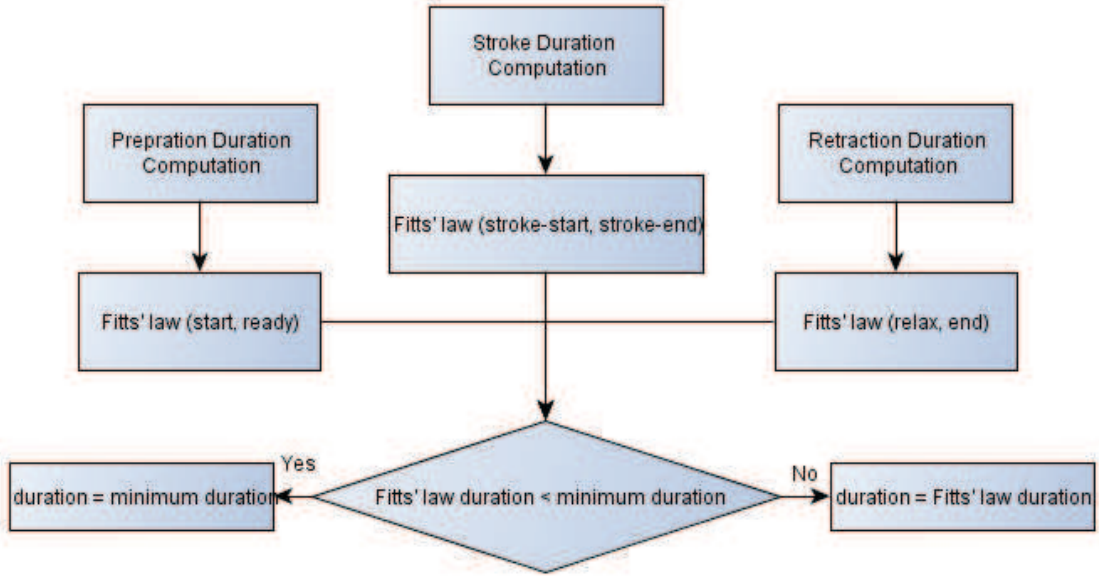 Stroke Duration
Computation
Prepration Duration
Computation
Retraction Duration
Computation
Fitts' law (stroke-start, stroke-end)
Fitts' law (start, ready)
Fitts' law (relax, end)
Yes
No
duration = minimum duration
Fitts' law duration < minimum duration
duration = Fitts' law duration